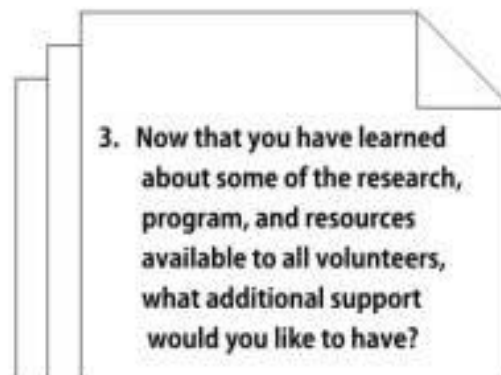 3. Now that you have learned
about some of the research,
program, and resources
available to all volunteers,
what additional support
would you like to have?